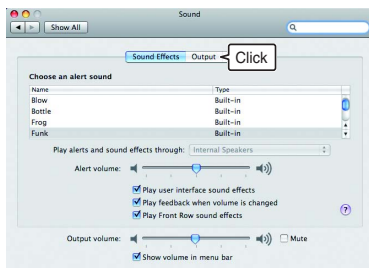 Sound
Show All
Sound Effects Output Click
Choose an alert sound
Name Type
Blow Built-in
Bottle Built-in
Frog Built-in
Funk Built-in
Play alerts and sound effects through: Internal Speakers
Alert volume:
Play user interface sound effects
Play feedback when volume is changed
Play Front Row sound effects
?
Output volume: Mute
Show volume in menu bar